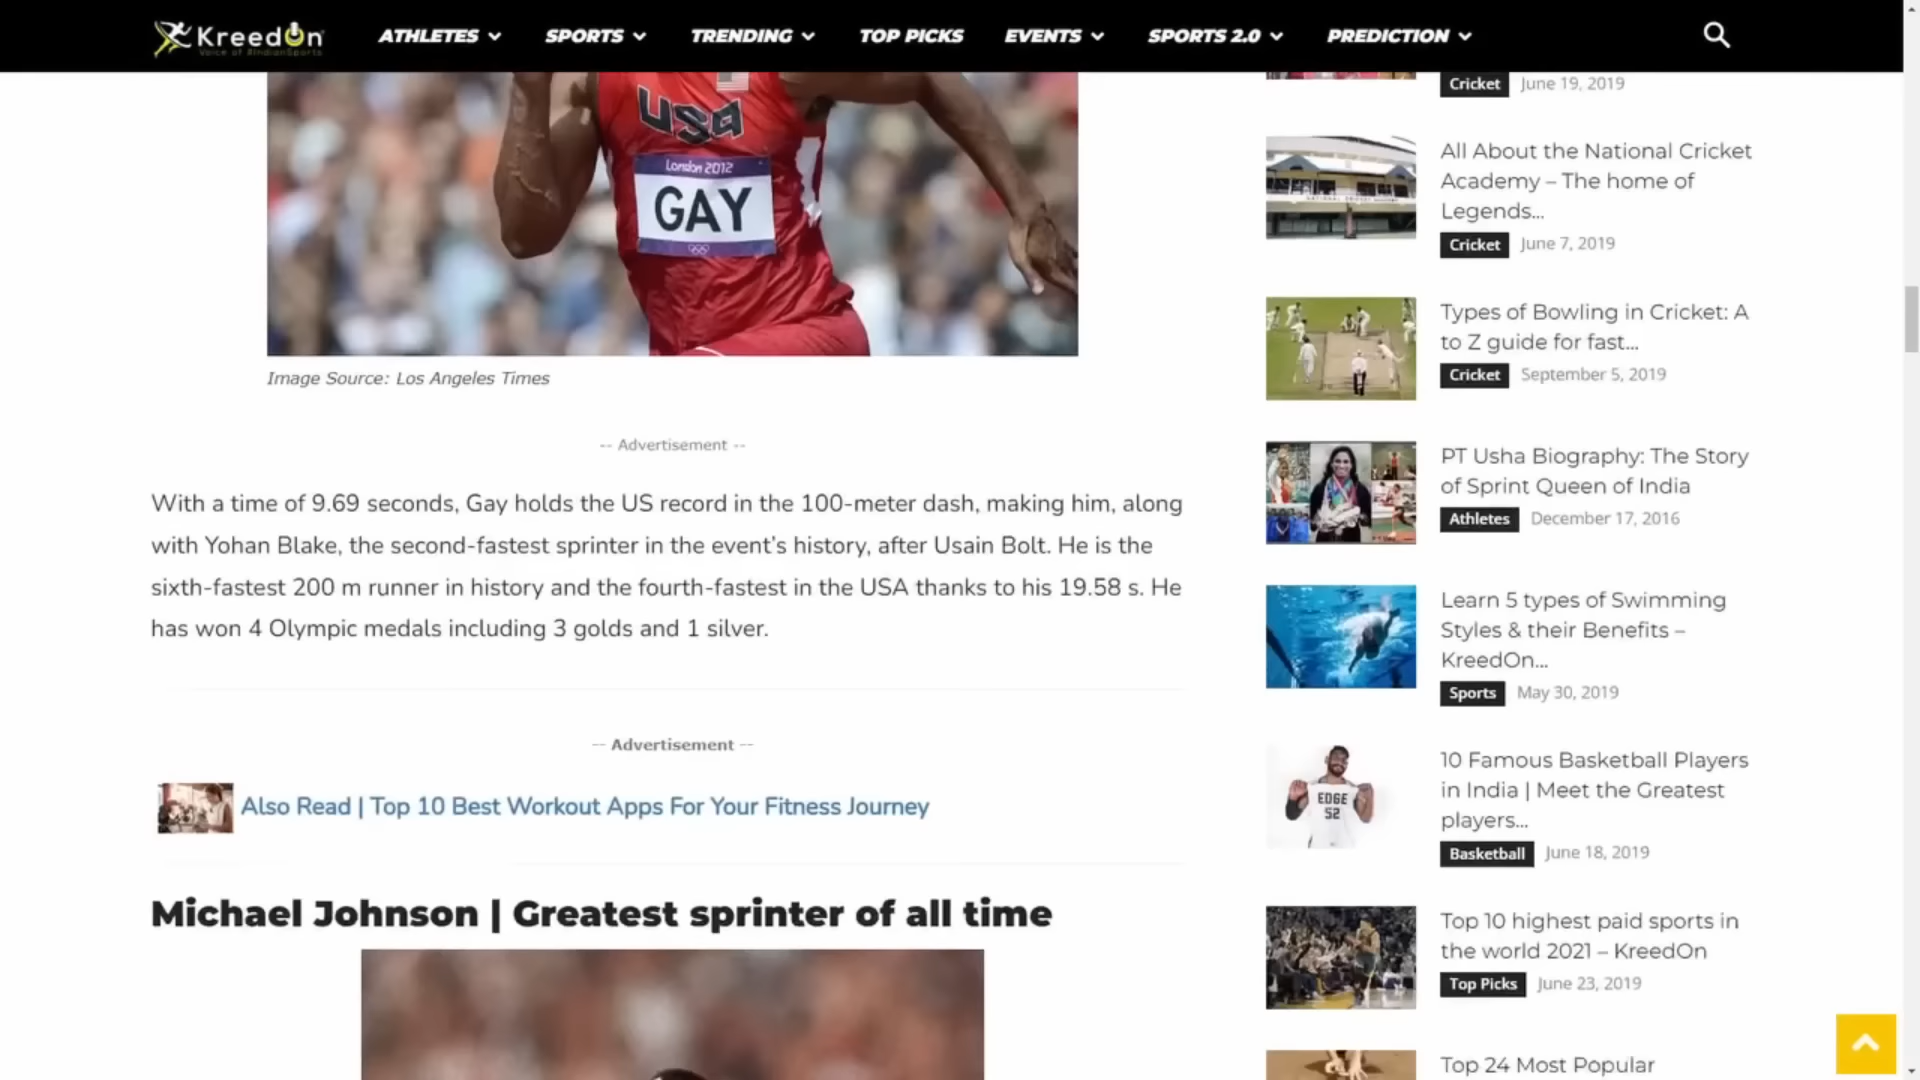 KreedOn
Voice of #IndianSports
ATHLETES
SPORTS
TRENDING
TOP PICKS
EVENTS
SPORTS 2.0
PREDICTION
USA
London 2012
GAY
Image Source: Los Angeles Times
-- Advertisement --
With a time of 9.69 seconds, Gay holds the US record in the 100-meter dash, making him, along
with Yohan Blake, the second-fastest sprinter in the event's history, after Usain Bolt. He is the
sixth-fastest 200 m runner in history and the fourth-fastest in the USA thanks to his 19.58 s. He
has won 4 Olympic medals including 3 golds and 1 silver.
-- Advertisement --
Also Read | Top 10 Best Workout Apps For Your Fitness Journey
Michael Johnson | Greatest sprinter of all time
Cricket June 19, 2019
All About the National Cricket
Academy – The home of
Legends...
Cricket June 7, 2019
Types of Bowling in Cricket: A
to Z guide for fast...
Cricket September 5, 2019
PT Usha Biography: The Story
of Sprint Queen of India
Athletes December 17, 2016
Learn 5 types of Swimming
Styles & their Benefits –
KreedOn...
Sports May 30, 2019
EDGE
52
10 Famous Basketball Players
in India | Meet the Greatest
players...
Basketball June 18, 2019
Top 10 highest paid sports in
the world 2021 – KreedOn
Top Picks June 23, 2019
Top 24 Most Popular